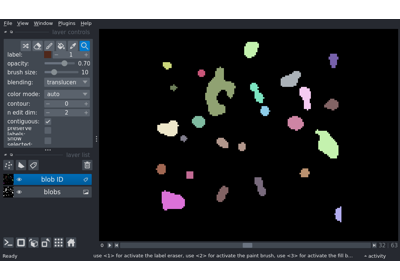 File View Window Plugins Help
layer controls
label: 1
opacity: 0.70
brush size: 10
blending: translucen
color mode: auto
contour: 0
n edit dim: 2
contiguous:
preserve labels:
show selected:
layer list
blob ID
blobs
32 63
Ready
use <1> for activate the label eraser, use <2> for activate the paint brush, use <3> for activate the fill b...
activity